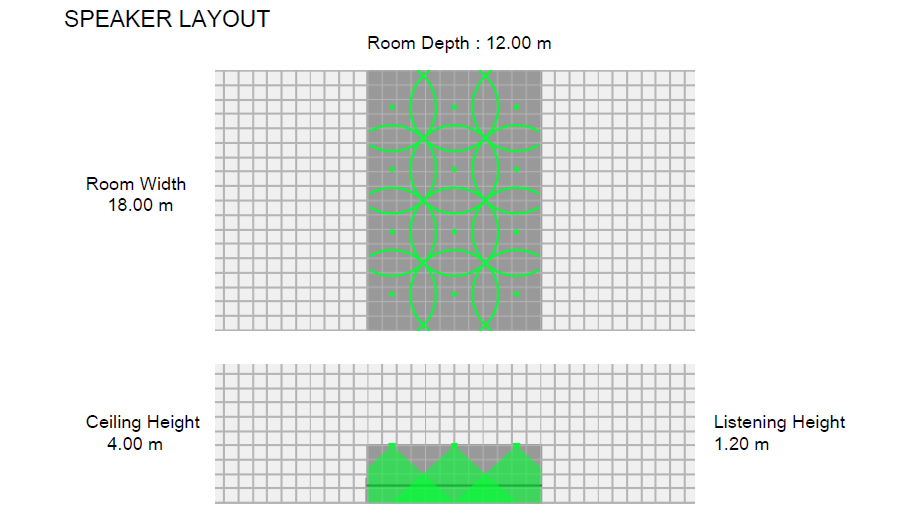 SPEAKER LAYOUT
Room Depth : 12.00 m
Room Width
18.00 m
Ceiling Height
4.00 m
Listening Height
1.20 m